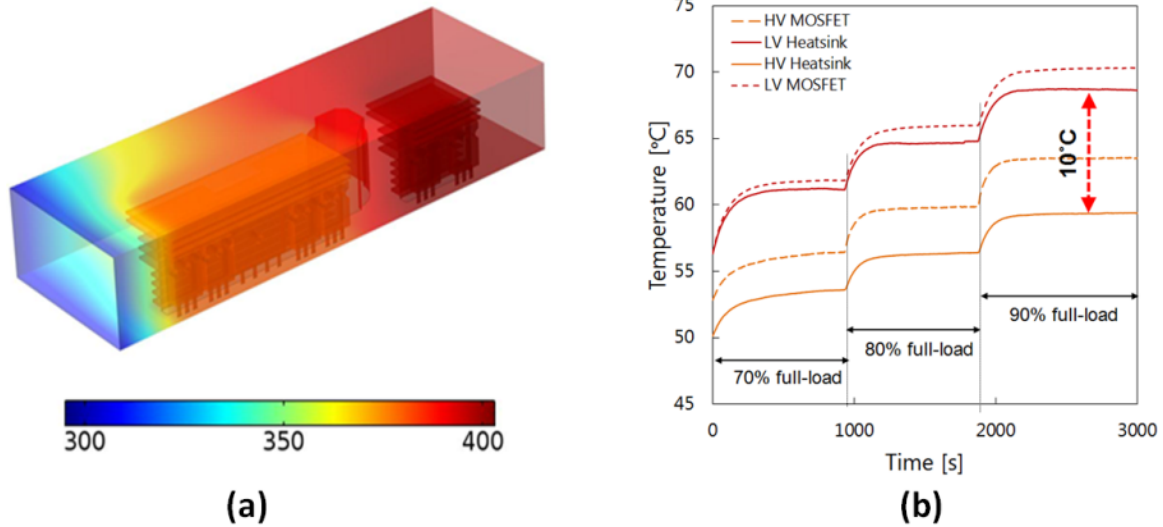 300 350 400
(a)
75
70
65
60
55
50
45
Temperature [ºC]
HV MOSFET
LV Heatsink
HV Heatsink
LV MOSFET
10˚C
70% full-load
80% full-load
90% full-load
0 1000 2000 3000
Time [s]
(b)